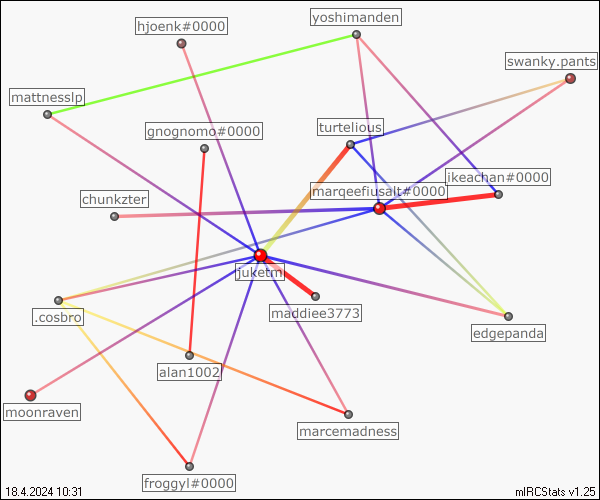 yoshimanden
hjoenk#0000
swanky.pants
mattnesslp
gnognomo#0000
turtelious
ikeachan#0000
marqeefiusalt#0000
chunkzter
juketm
maddiee3773
.cosbro
edgepanda
alan1002
moonraven
marcemadness
froggyl#0000
18.4.2024 10:31
mIRCStats v1.25